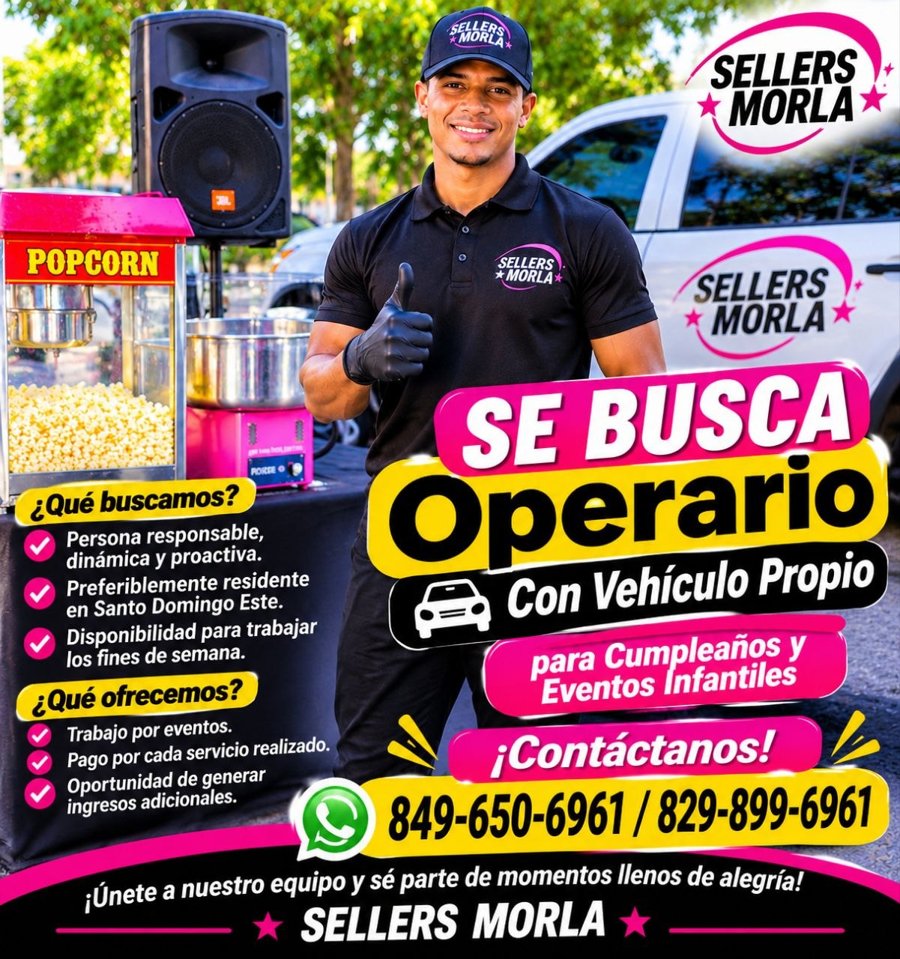 SELLERS
MORLA
SELLERS
MORLA
JBL
POPCORN
SELLERS
MORLA
SELLERS
MORLA
SE BUSCA
Operario
Con Vehículo Propio
para Cumpleaños y
Eventos Infantiles
¿Qué buscamos?
Persona responsable,
dinámica y proactiva.
Preferiblemente residente
en Santo Domingo Este.
Disponibilidad para trabajar
los fines de semana.
¿Qué ofrecemos?
Trabajo por eventos.
Pago por cada servicio realizado.
Oportunidad de generar
ingresos adicionales.
¡Contáctanos!
849-650-6961 / 829-899-6961
¡Únete a nuestro equipo y sé parte de momentos llenos de alegría!
SELLERS MORLA